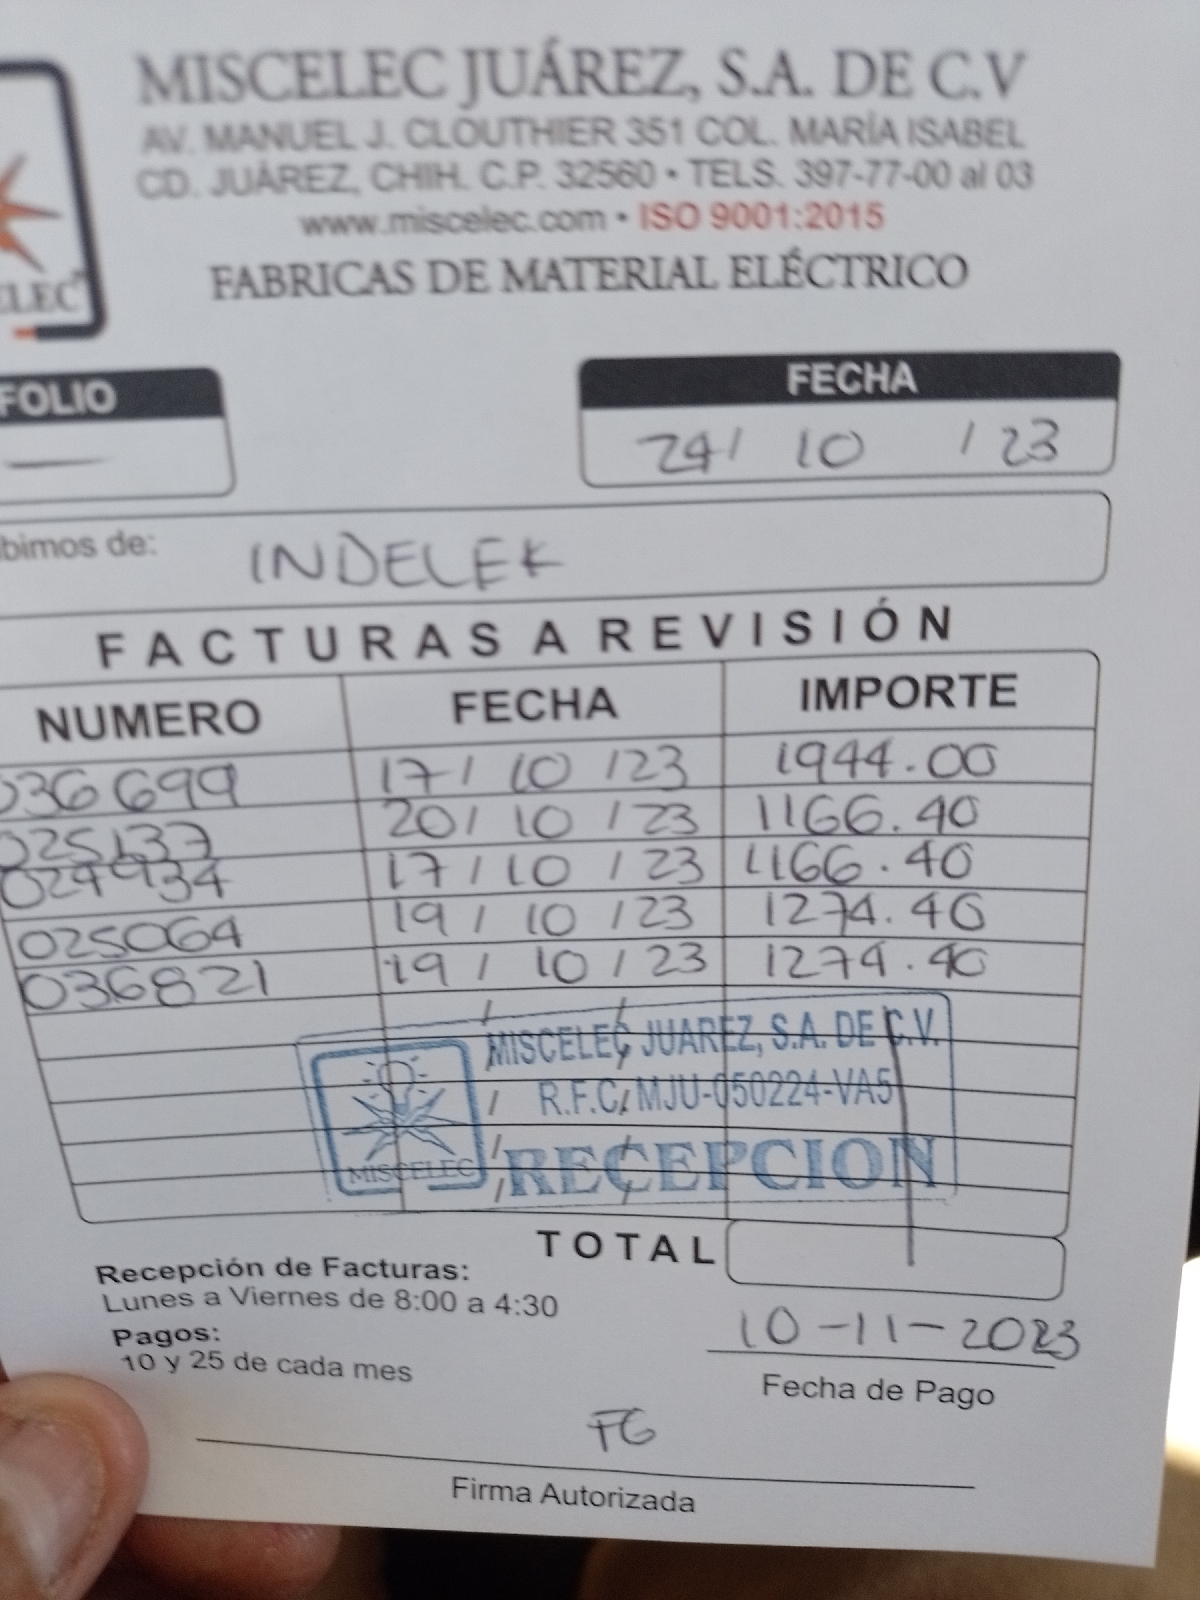 MISCELEC JUÁREZ, S.A. DE C.V
AV. MANUEL J. CLOUTHIER 351 COL. MARÍA ISABEL
CD. JUÁREZ, CHIH. C.P. 32560 • TELS. 397-77-00 al 03
www.miscelec.com • ISO 9001:2015
FABRICAS DE MATERIAL ELÉCTRICO
ELEC
FOLIO
FECHA
—
24/ 10 / 23
bimos de: INDELEK
FACTURAS A REVISIÓN
NUMERO FECHA IMPORTE
036699 17/ 10 /23 1944.00
025137 20/ 10 / 23 1166.40
024934 17/ 10 / 23 1166.40
025064 19/ 10 /23 1274.40
036821 19/ 10 / 23 1274.40
MISCELEC JUAREZ, S.A. DE C.V.
R.F.C. MJU-050224-VA5
MISCELEC RECEPCION
TOTAL
Recepción de Facturas:
Lunes a Viernes de 8:00 a 4:30
Pagos:
10 y 25 de cada mes
10-11-2023
Fecha de Pago
FG
Firma Autorizada